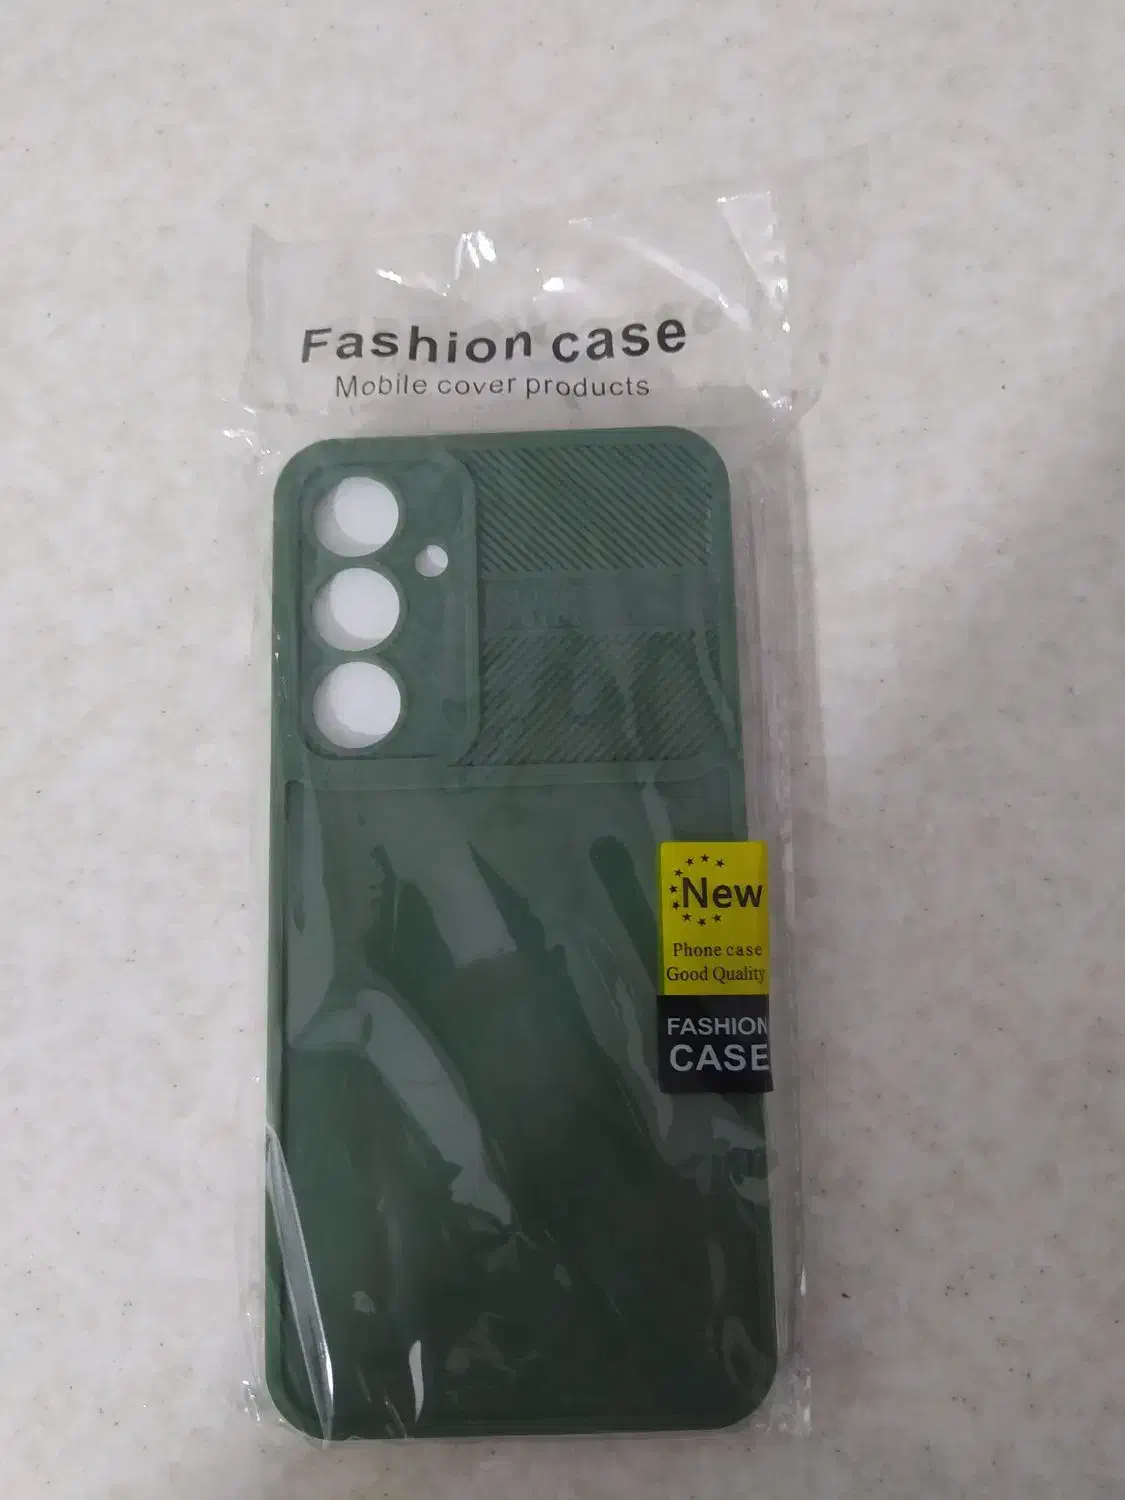 Fashion case
Mobile cover products
New
Phone case
Good Quality
FASHION
CASE